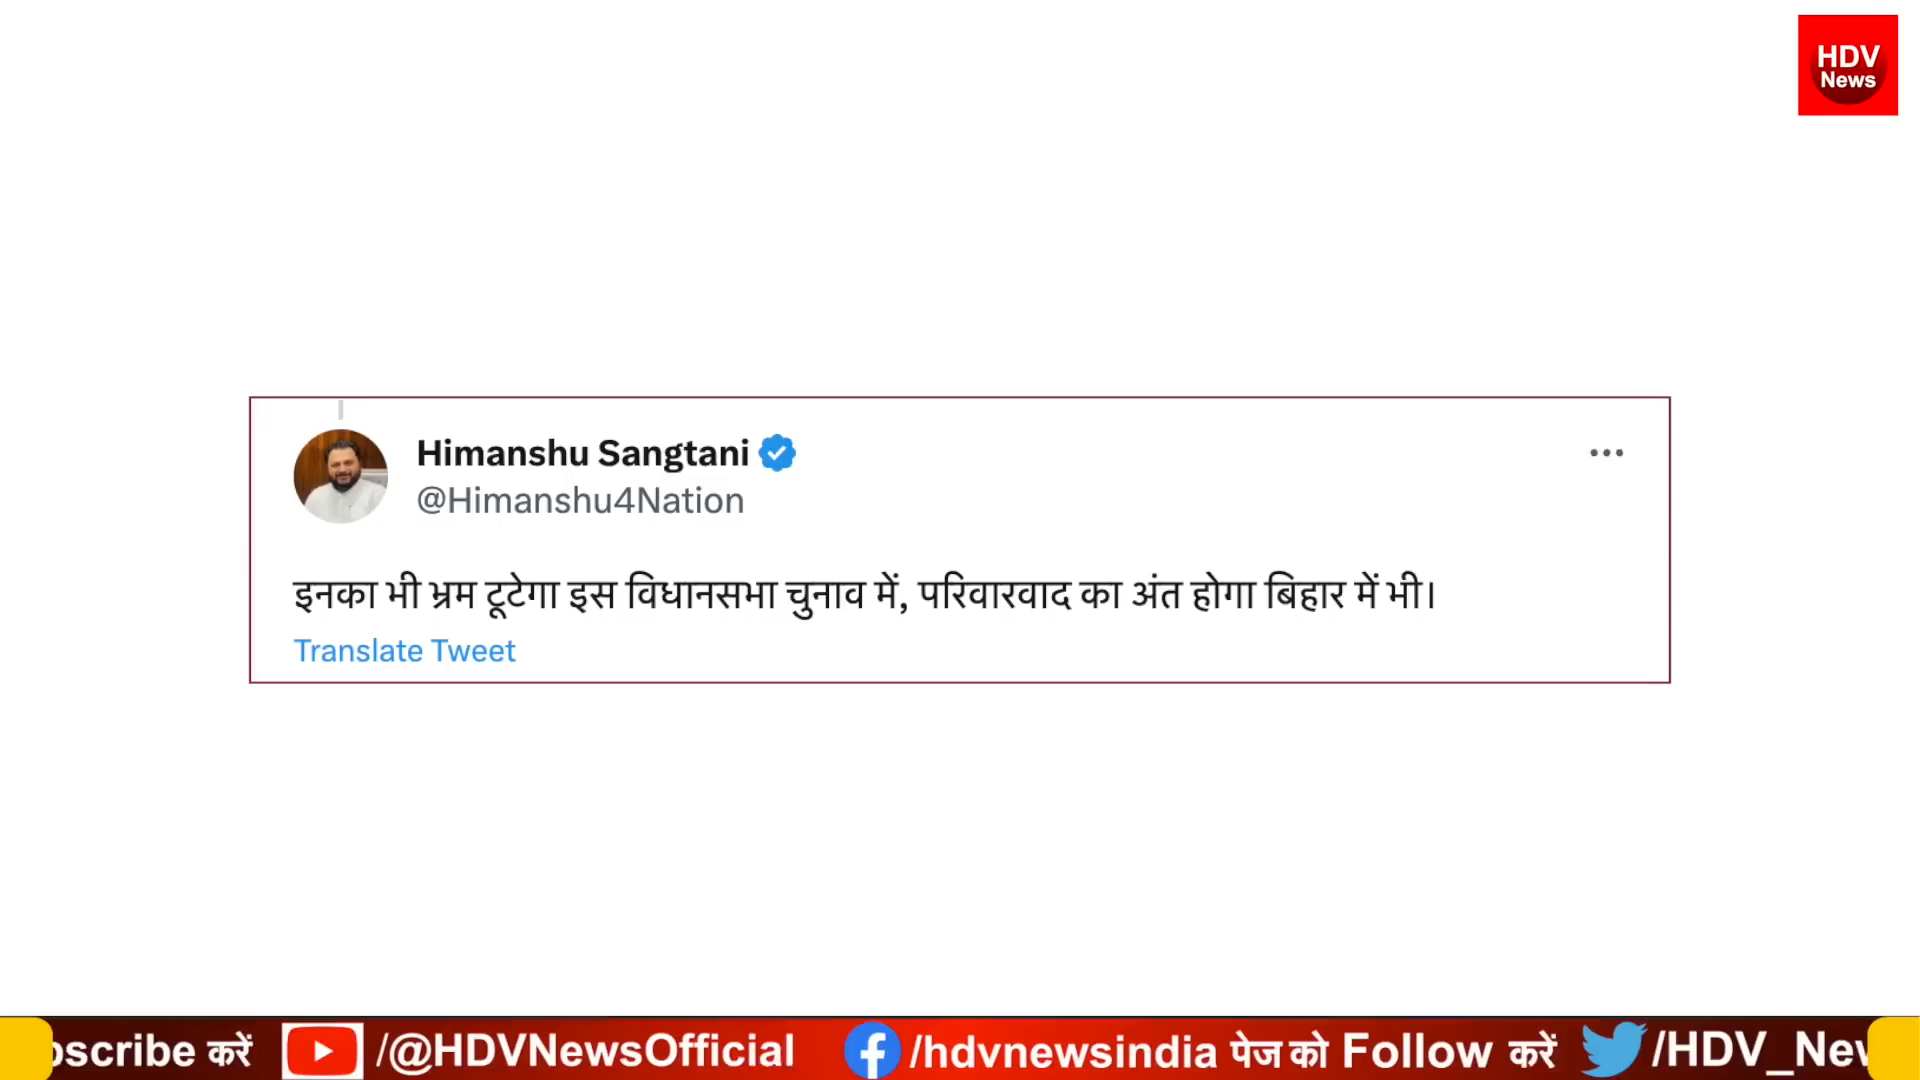 HDV
News
Himanshu Sangtani
@Himanshu4Nation
इनका भी भ्रम टूटेगा इस विधानसभा चुनाव में, परिवारवाद का अंत होगा बिहार में भी।
Translate Tweet
scribe करें /@HDVNewsOfficial /hdvnewsindia पेज को Follow करें /HDV_Ne